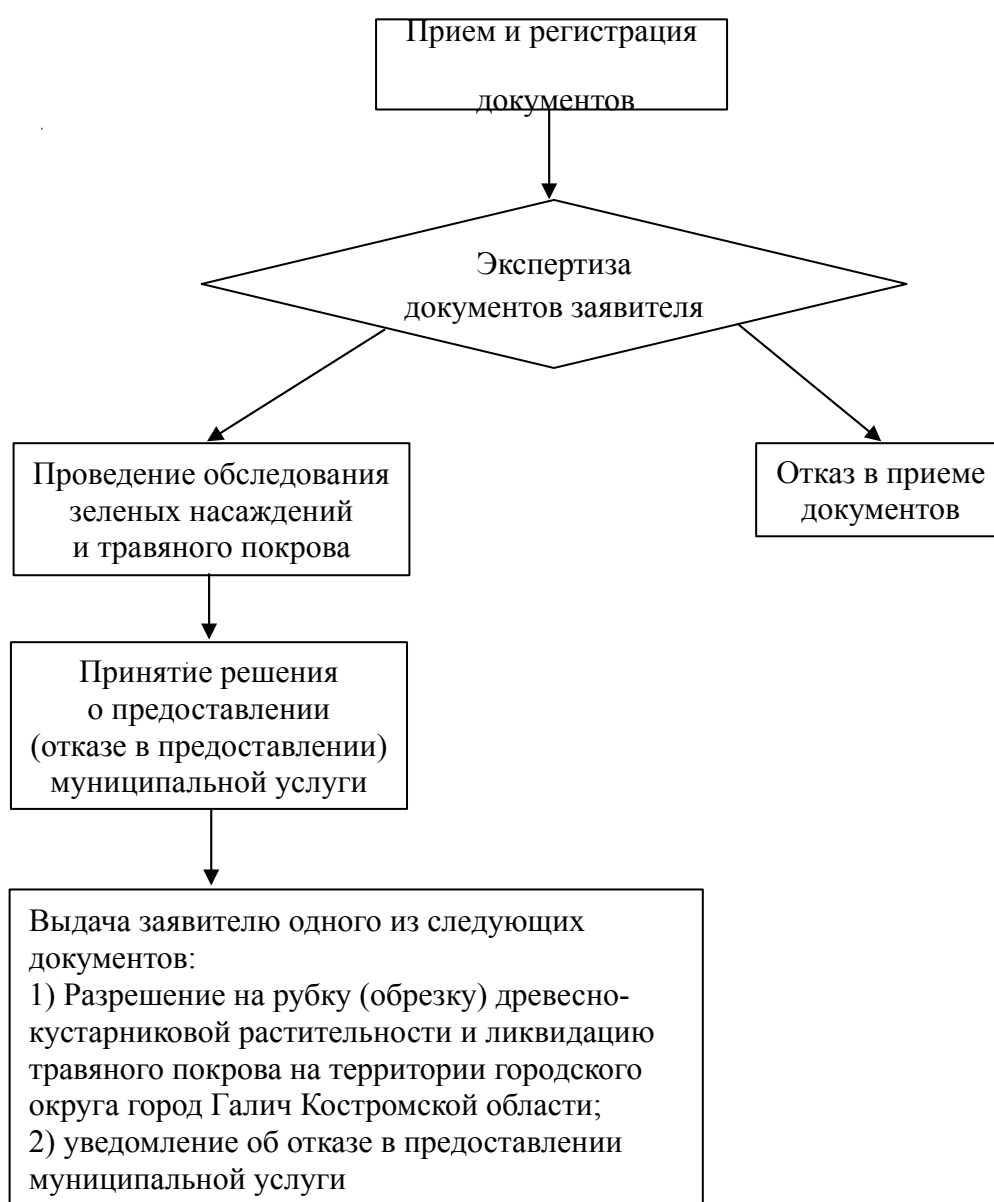 Прием и регистрация
документов
Экспертиза
документов заявителя
Проведение обследования
зеленых насаждений
и травяного покрова
Отказ в приеме
документов
Принятие решения
о предоставлении
(отказе в предоставлении)
муниципальной услуги
Выдача заявителю одного из следующих
документов:
1) Разрешение на рубку (обрезку) древесно-
кустарниковой растительности и ликвидацию
травяного покрова на территории городского
округа город Галич Костромской области;
2) уведомление об отказе в предоставлении
муниципальной услуги